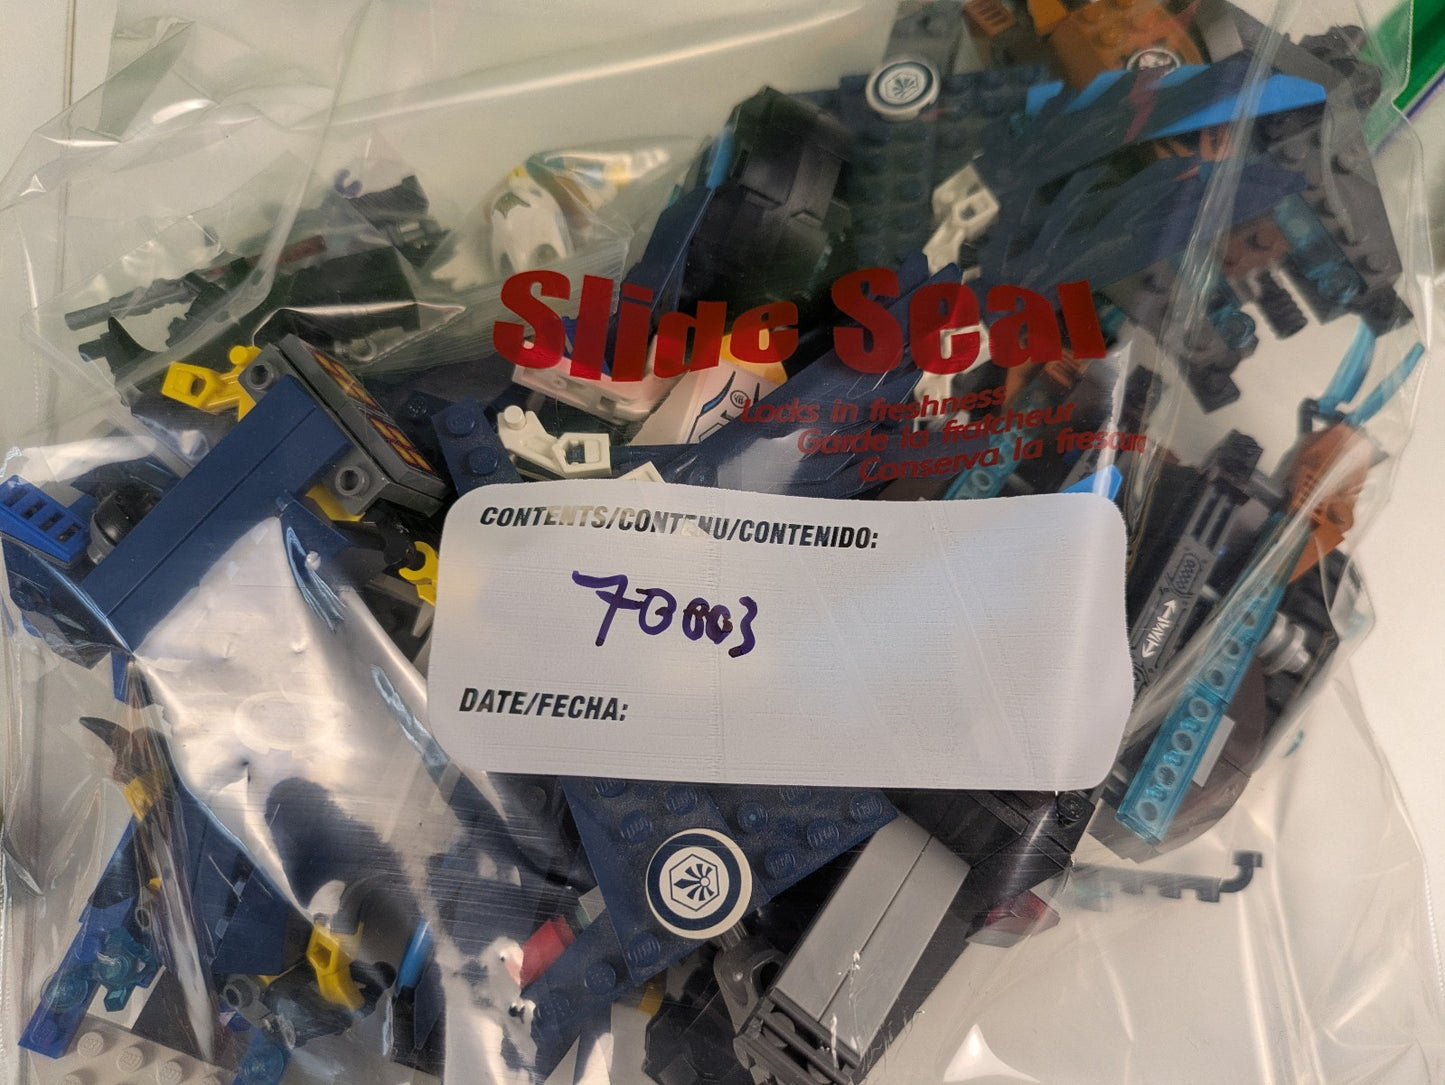 Slide Seal
Locks in freshness
Garde la fraîcheur
Conserva la frescura
CONTENTS/CONTENU/CONTENIDO:
70003
DATE/FECHA: